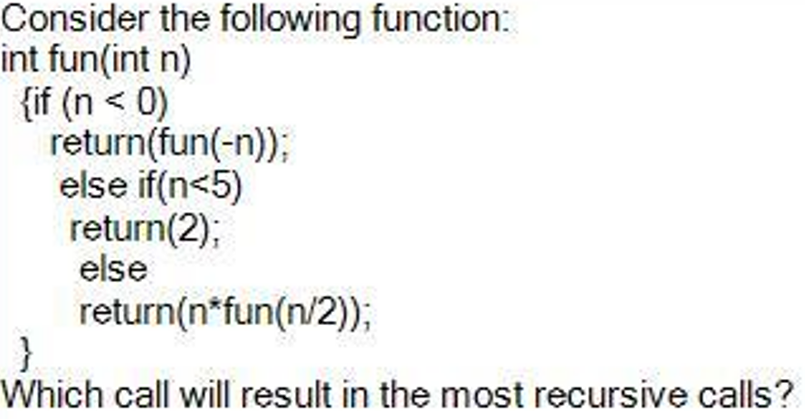 Consider the following function:
int fun(int n)
{if (n < 0)
return(fun(-n));
else if(n<5)
return(2);
else
return(n*fun(n/2));
}
Which call will result in the most recursive calls?